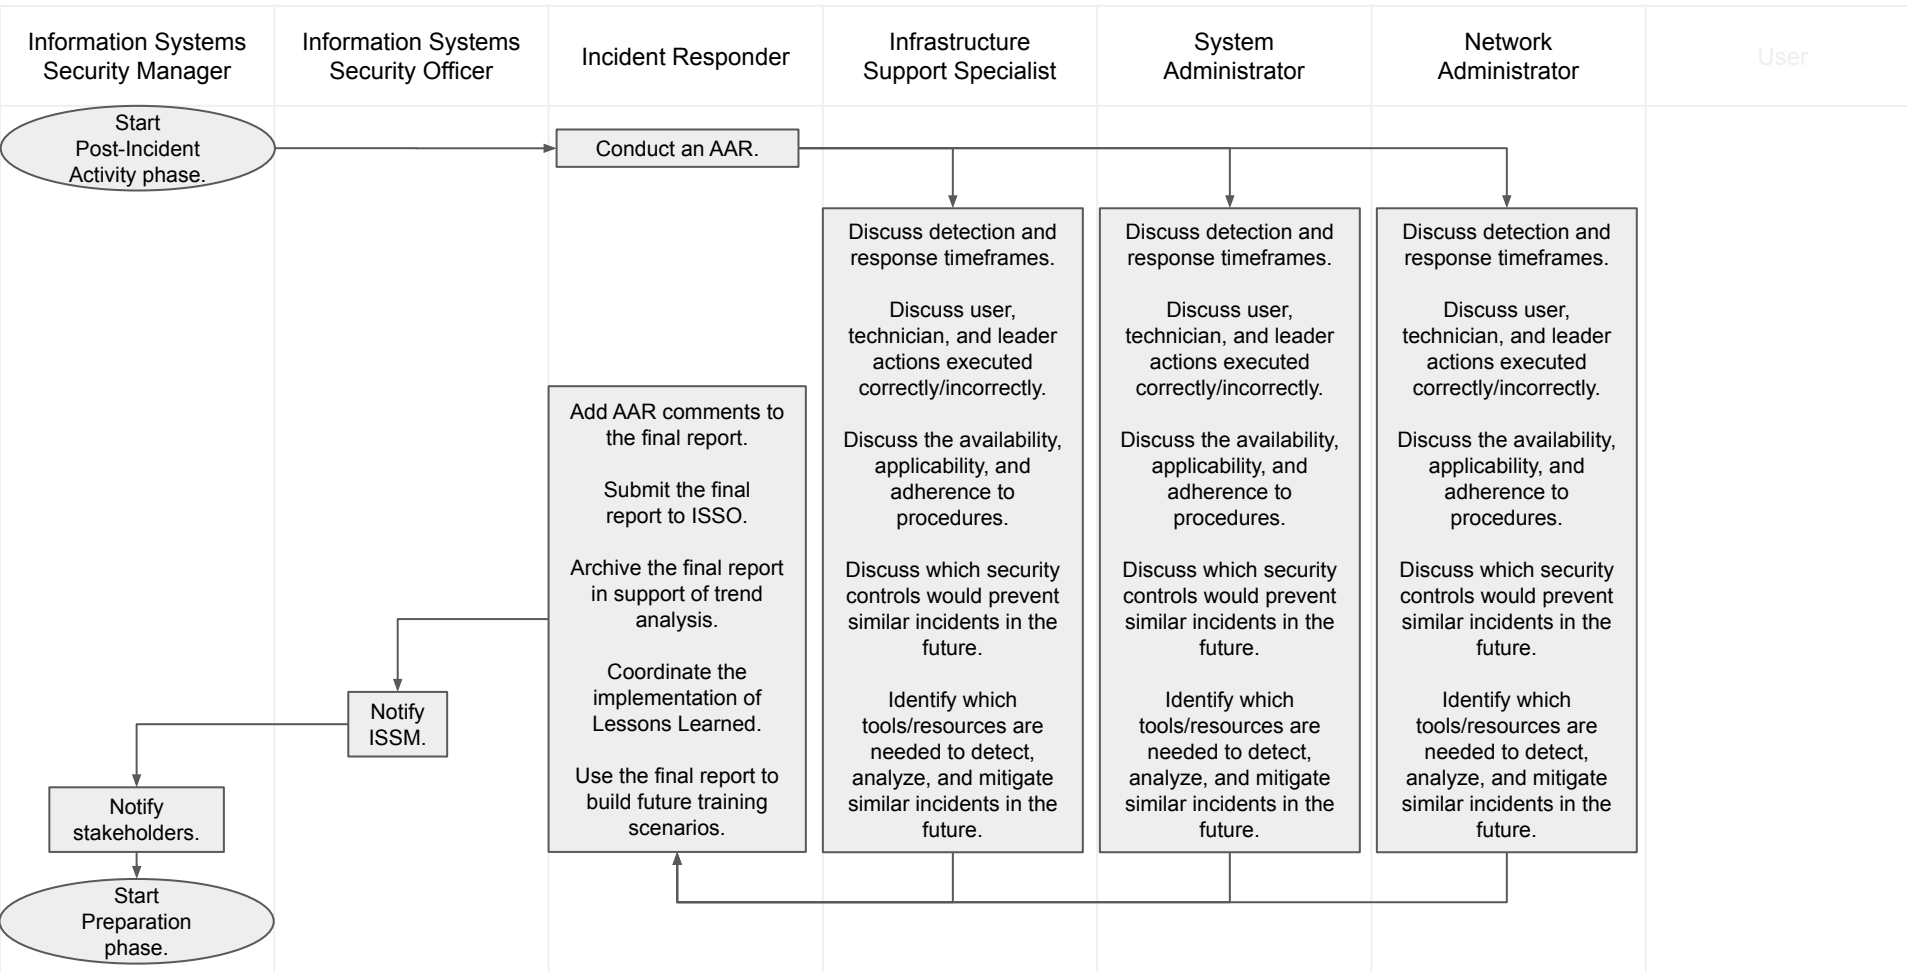 Information Systems
Security Manager
Information Systems
Security Officer
Incident Responder
Infrastructure
Support Specialist
System
Administrator
Network
Administrator
User
Start
Post-Incident
Activity phase.
Conduct an AAR.
Discuss detection and
response timeframes.
Discuss user,
technician, and leader
actions executed
correctly/incorrectly.
Discuss the availability,
applicability, and
adherence to
procedures.
Discuss which security
controls would prevent
similar incidents in the
future.
Identify which
tools/resources are
needed to detect,
analyze, and mitigate
similar incidents in the
future.
Discuss detection and
response timeframes.
Discuss user,
technician, and leader
actions executed
correctly/incorrectly.
Discuss the availability,
applicability, and
adherence to
procedures.
Discuss which security
controls would prevent
similar incidents in the
future.
Identify which
tools/resources are
needed to detect,
analyze, and mitigate
similar incidents in the
future.
Discuss detection and
response timeframes.
Discuss user,
technician, and leader
actions executed
correctly/incorrectly.
Discuss the availability,
applicability, and
adherence to
procedures.
Discuss which security
controls would prevent
similar incidents in the
future.
Identify which
tools/resources are
needed to detect,
analyze, and mitigate
similar incidents in the
future.
Add AAR comments to
the final report.
Submit the final
report to ISSO.
Archive the final report
in support of trend
analysis.
Coordinate the
implementation of
Lessons Learned.
Use the final report to
build future training
scenarios.
Notify
ISSM.
Notify
stakeholders.
Start
Preparation
phase.